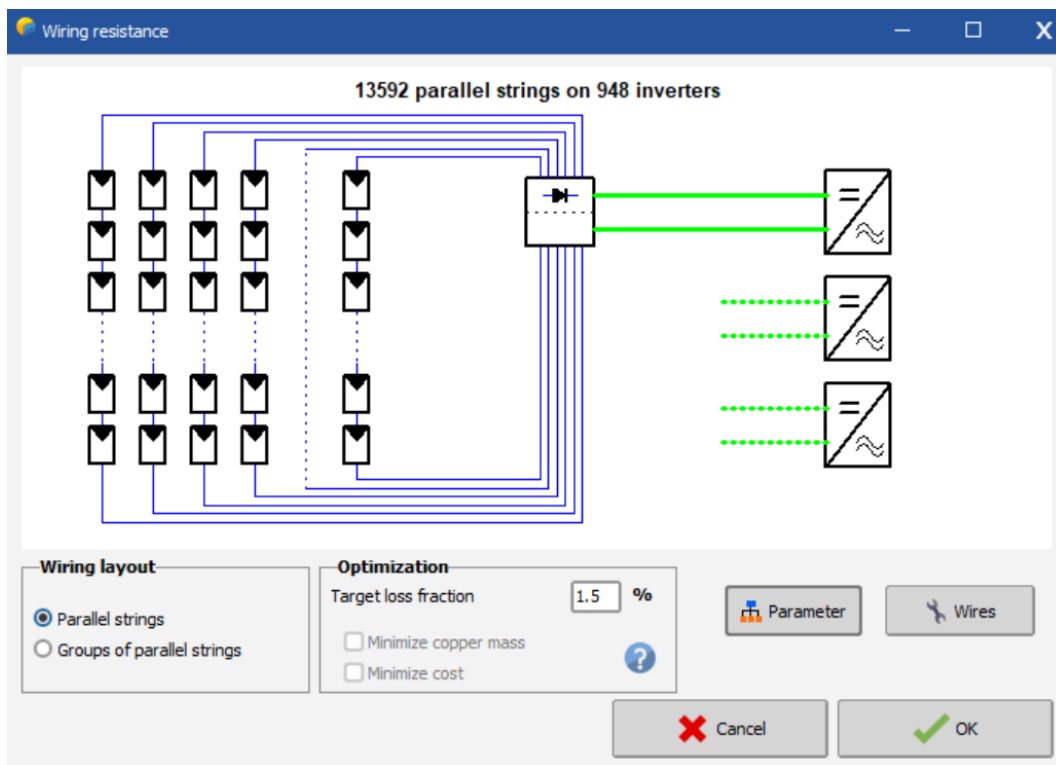 Wiring resistance
13592 parallel strings on 948 inverters
Wiring layout
Parallel strings
Groups of parallel strings
Optimization
Target loss fraction 1.5 %
Minimize copper mass
Minimize cost
?
Parameter
Wires
Cancel
OK